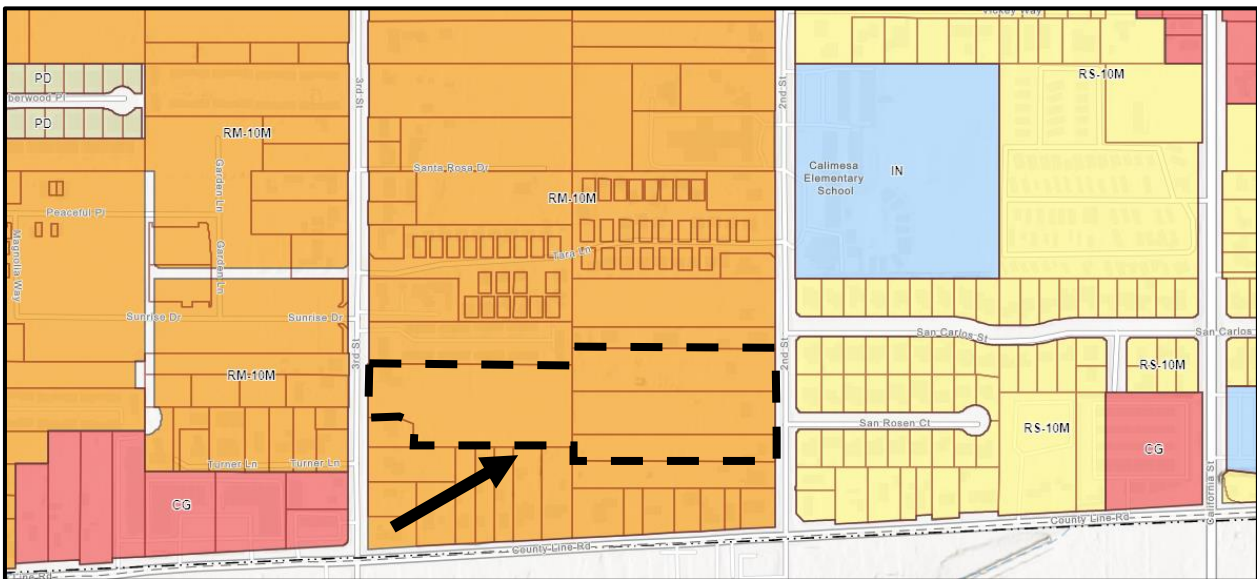 Vickey Way
PD
berwood Pl
PD
RM-10M
3rd St
2nd St
RS-10M
Santa Rosa Dr
Calimesa
Elementary
School
IN
Garden Ln
RM-10M
Peaceful Pl
Magnolia Way
Garden Ln
Tara Ln
Sunrise Dr
Sunrise Dr
San Carlos St
San Carlos
3rd St
2nd St
RM-10M
RS-10M
San Rosen Ct
RS-10M
CG
Turner Ln
Turner Ln
CG
California St
County Line Rd
County Line Rd
Line Rd